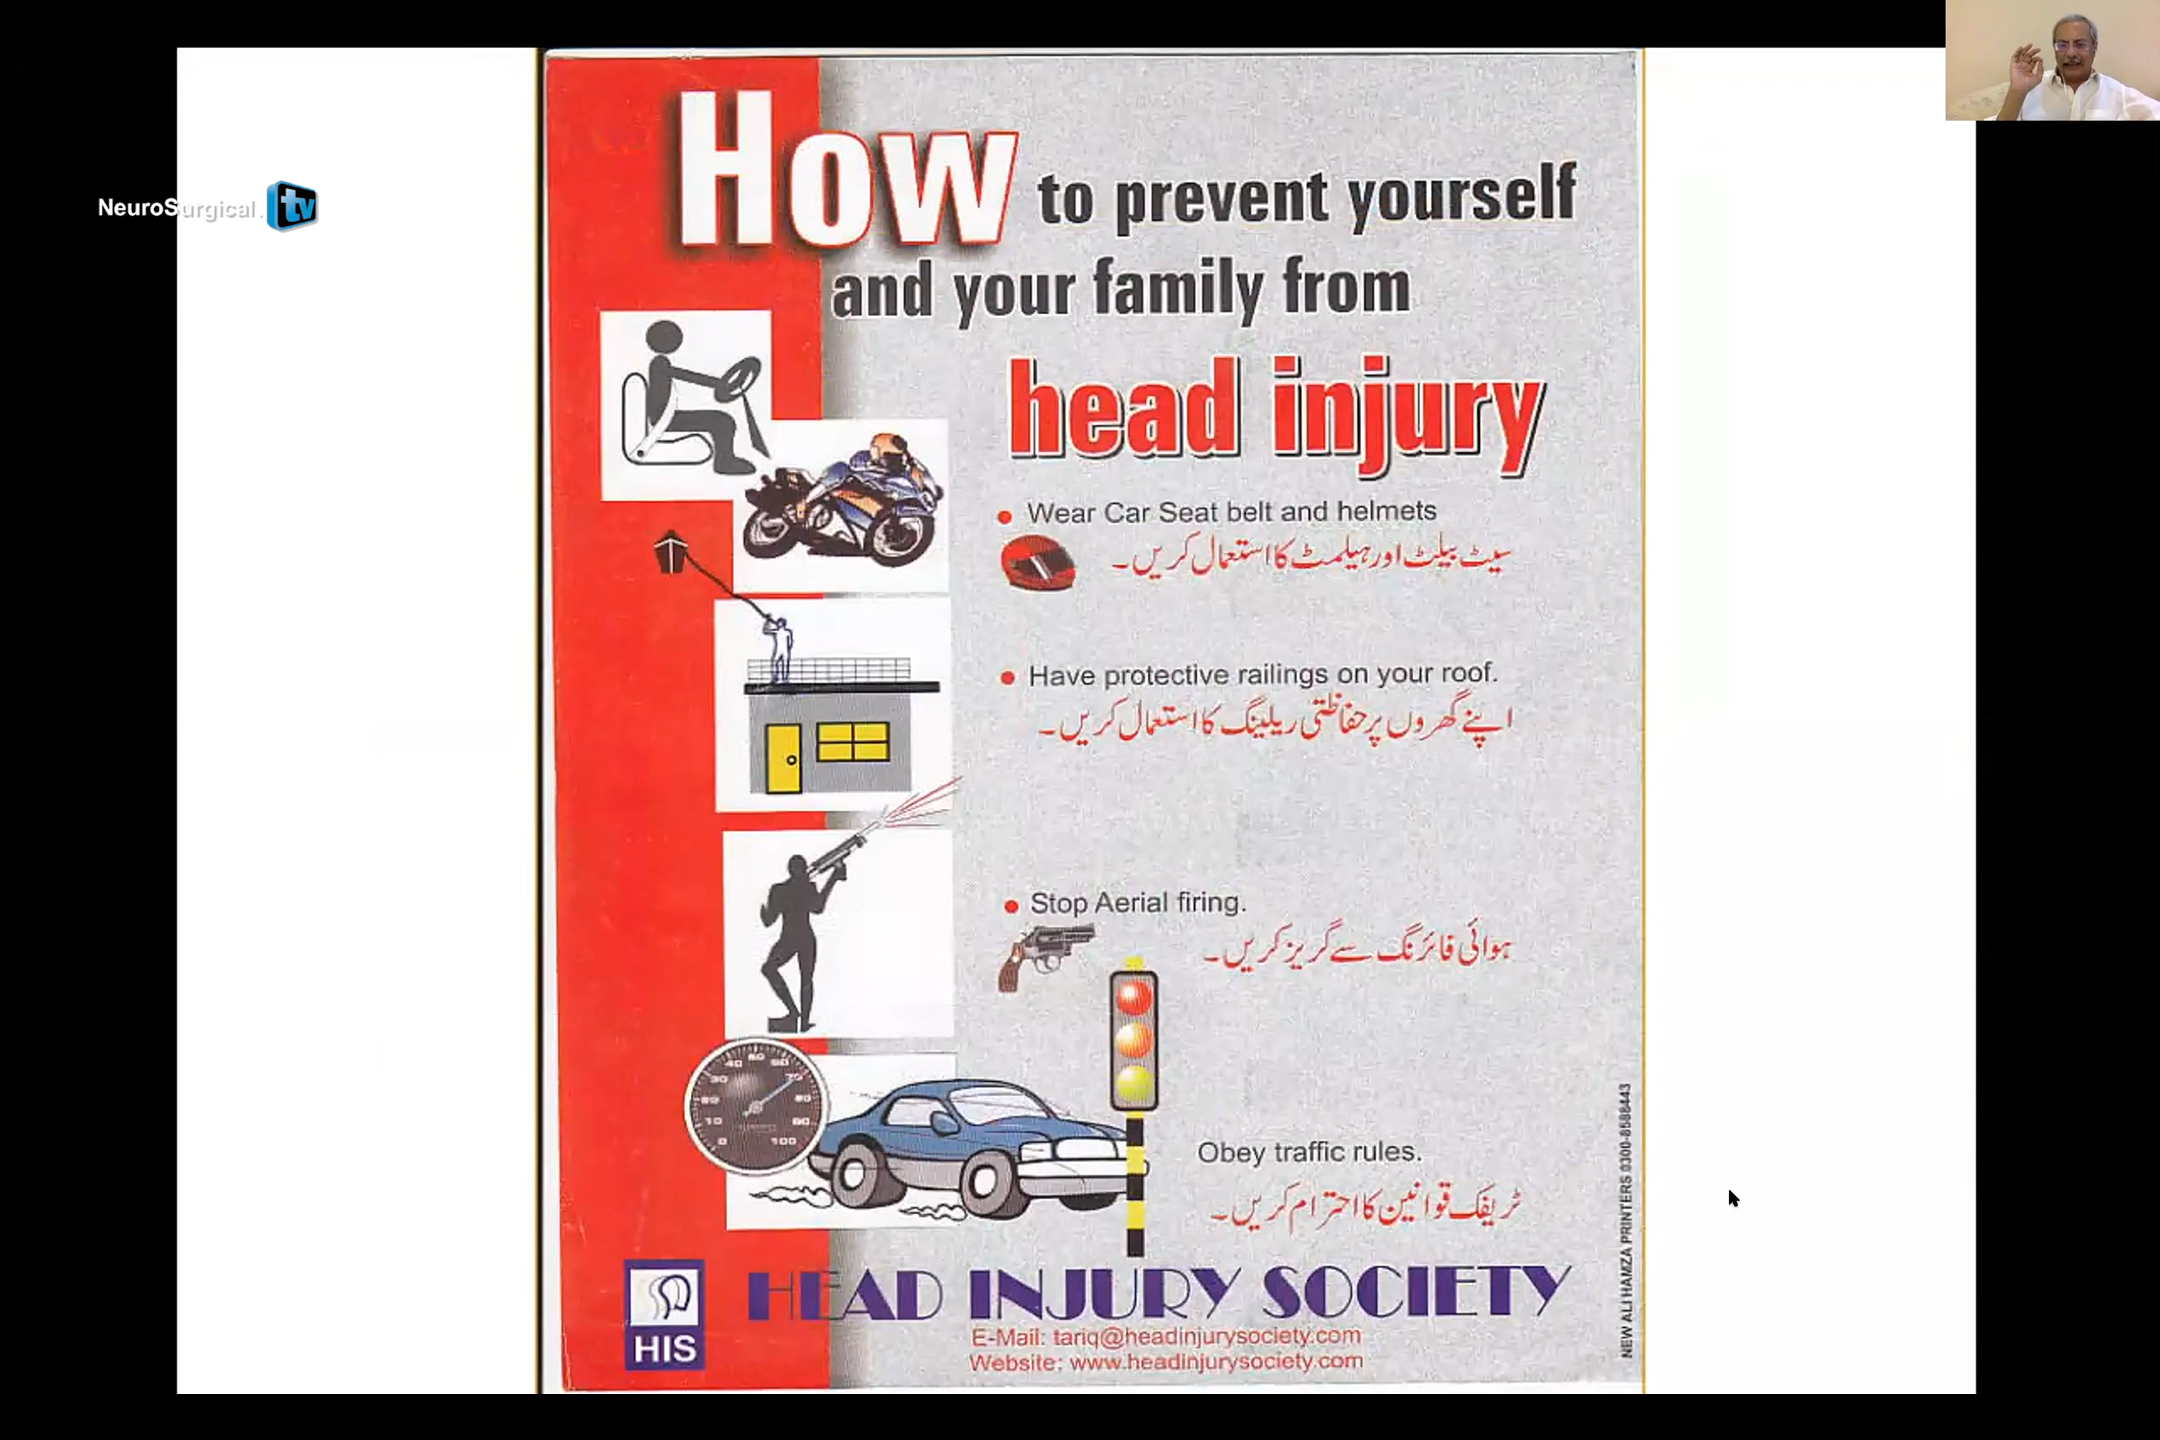 NeuroSurgical. tv
How to prevent yourself
and your family from
head injury
Wear Car Seat belt and helmets
سیٹ بیلٹ اور ہیلمٹ کا استعمال کریں۔
Have protective railings on your roof.
اپنے گھروں پر حفاظتی ریلینگ کا استعمال کریں۔
Stop Aerial firing.
ہوائی فائرنگ سے گریز کریں۔
Obey traffic rules.
ٹریفک قوانین کا احترام کریں۔
HEAD INJURY SOCIETY
HIS
E-Mail: tariq@headinjurysociety.com
Website: www.headinjurysociety.com
NEW ALI HAMZA PRINTERS 0300-8588443